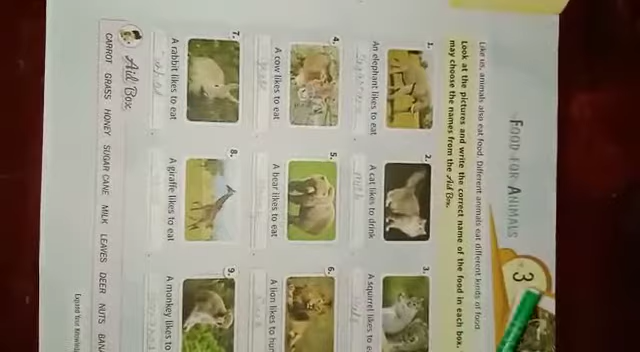 3
FOOD FOR ANIMALS
Like us, animals also eat food. Different animals eat different kinds of food.
Look at the pictures and write the correct name of the food in each box.
may choose the names from the Aid Box.
1.
An elephant likes to eat
2.
A cat likes to drink
milk
3.
A squirrel likes to
4.
A cow likes to eat
5.
A bear likes to eat
6.
A lion likes to
7.
A rabbit likes to eat
8.
A giraffe likes to eat
9.
A monkey likes to
Aid Box
CARROT GRASS HONEY SUGAR CANE MILK LEAVES DEER NUTS
Expand Your